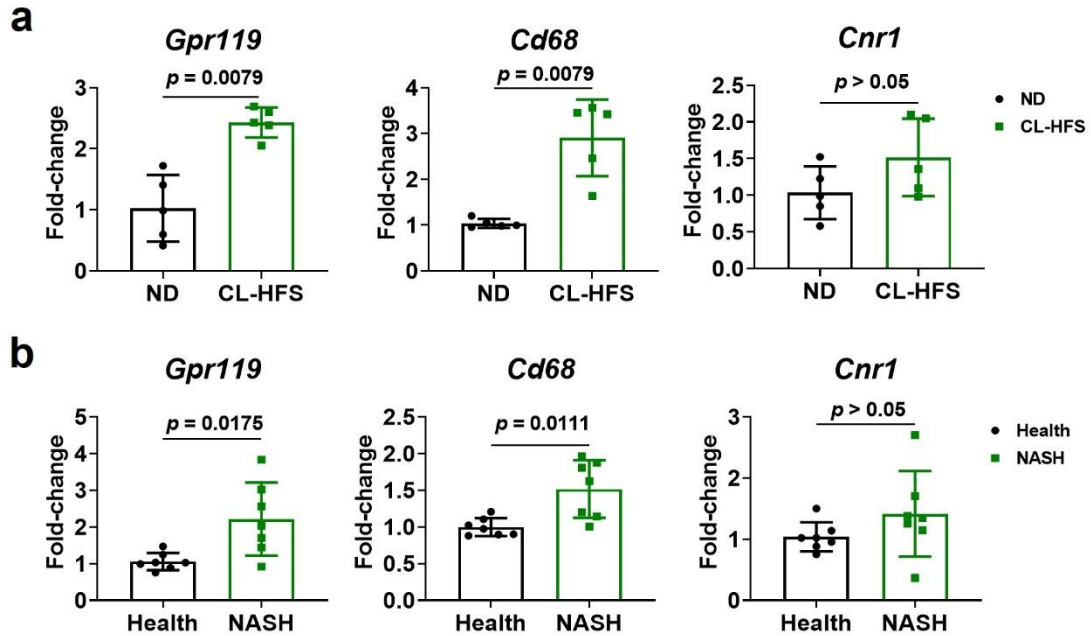 a
Gpr119
p = 0.0079
Fold-change
3
2
1
0
ND
CL-HFS
Cd68
p = 0.0079
Fold-change
4
3
2
1
0
ND
CL-HFS
Cnr1
p > 0.05
Fold-change
2.5
2.0
1.5
1.0
0.5
0.0
ND
CL-HFS
ND
CL-HFS
b
Gpr119
p = 0.0175
Fold-change
5
4
3
2
1
0
Health
NASH
Cd68
p = 0.0111
Fold-change
2.5
2.0
1.5
1.0
0.5
0.0
Health
NASH
Cnr1
p > 0.05
Fold-change
3
2
1
0
Health
NASH
Health
NASH